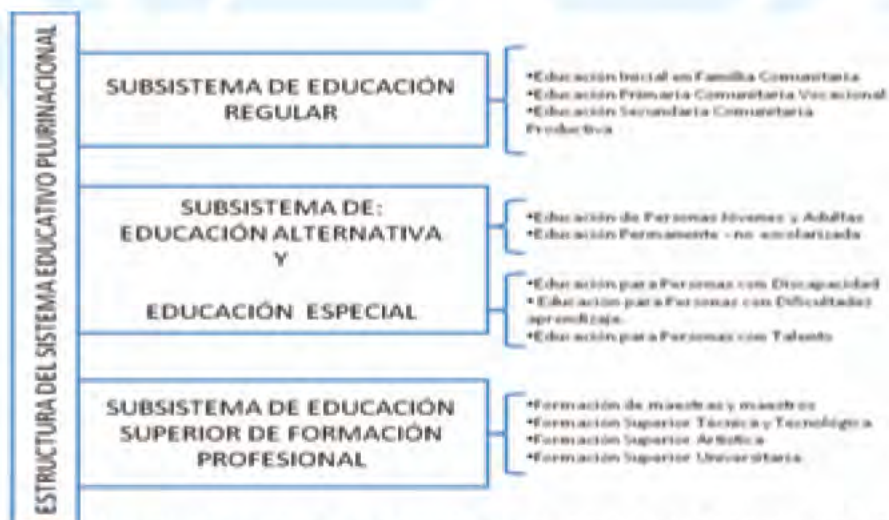 ESTRUCTURA DEL SISTEMA EDUCATIVO PLURINACIONAL
SUBSISTEMA DE EDUCACIÓN
REGULAR
•Educación Inicial en Familia Comunitaria
•Educación Primaria Comunitaria Vocacional
•Educación Secundaria Comunitaria
Productiva
SUBSISTEMA DE:
EDUCACIÓN ALTERNATIVA
Y
EDUCACIÓN ESPECIAL
•Educación de Personas Jóvenes y Adultas
•Educación Permanente - no escolarizada
•Educación para Personas con Discapacidad
• Educación para Personas con Dificultades
aprendizaje.
•Educación para Personas com Talento
SUBSISTEMA DE EDUCACIÓN
SUPERIOR DE FORMACIÓN
PROFESIONAL
•Formación de maestras y maestros
•Formación Superior Técnica y Tecnológica
•Formación Superior Artística
•Formación Superior Universitaria